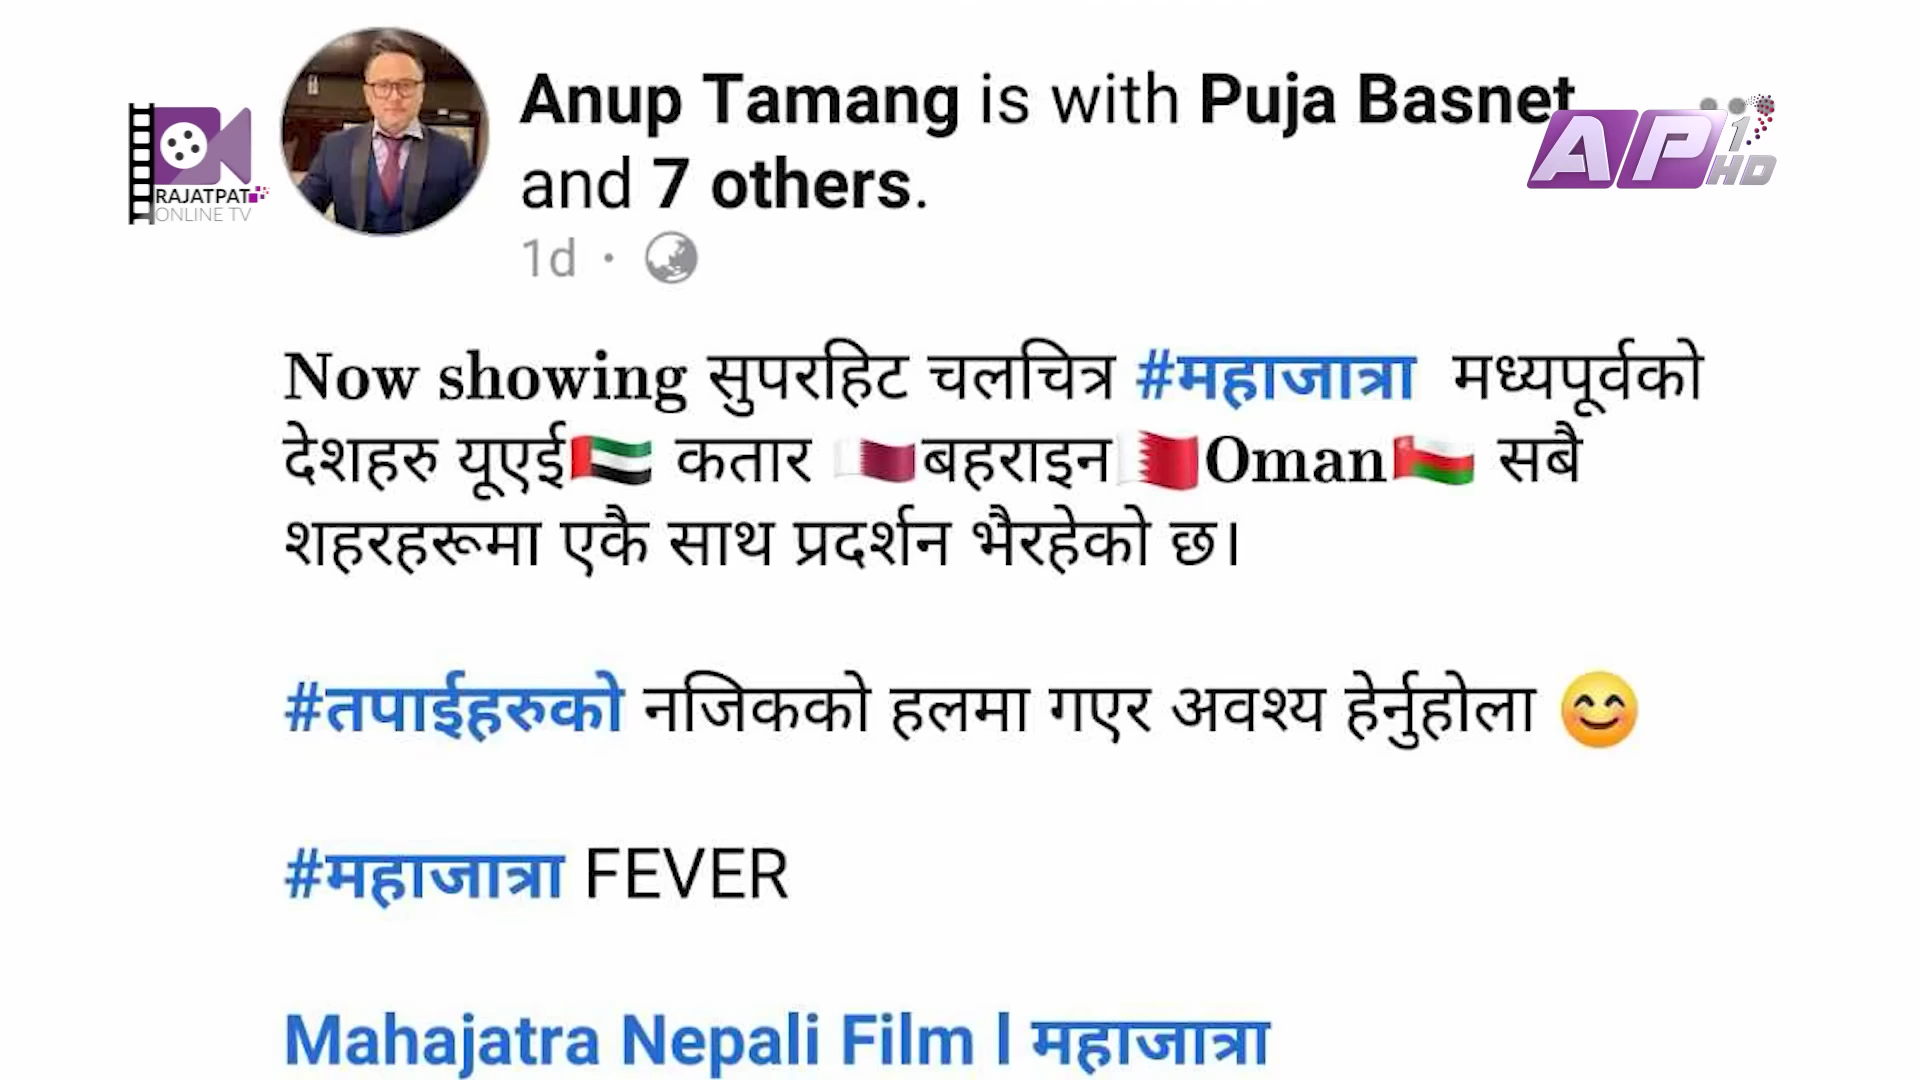 Anup Tamang is with Puja Basnet
and 7 others.
1d ·
RAJATPAT
ONLINE TV
AP1
HD
Now showing सुपरहिट चलचित्र #महाजात्रा मध्यपूर्वको
देशहरु यूएई🇦🇪 कतार 🇶🇦बहराइन🇧🇭Oman🇴🇲 सबै
शहरहरूमा एकै साथ प्रदर्शन भैरहेको छ।
#तपाईहरुको नजिकको हलमा गएर अवश्य हेर्नुहोला 😊
#महाजात्रा FEVER
Mahajatra Nepali Film l महाजात्रा